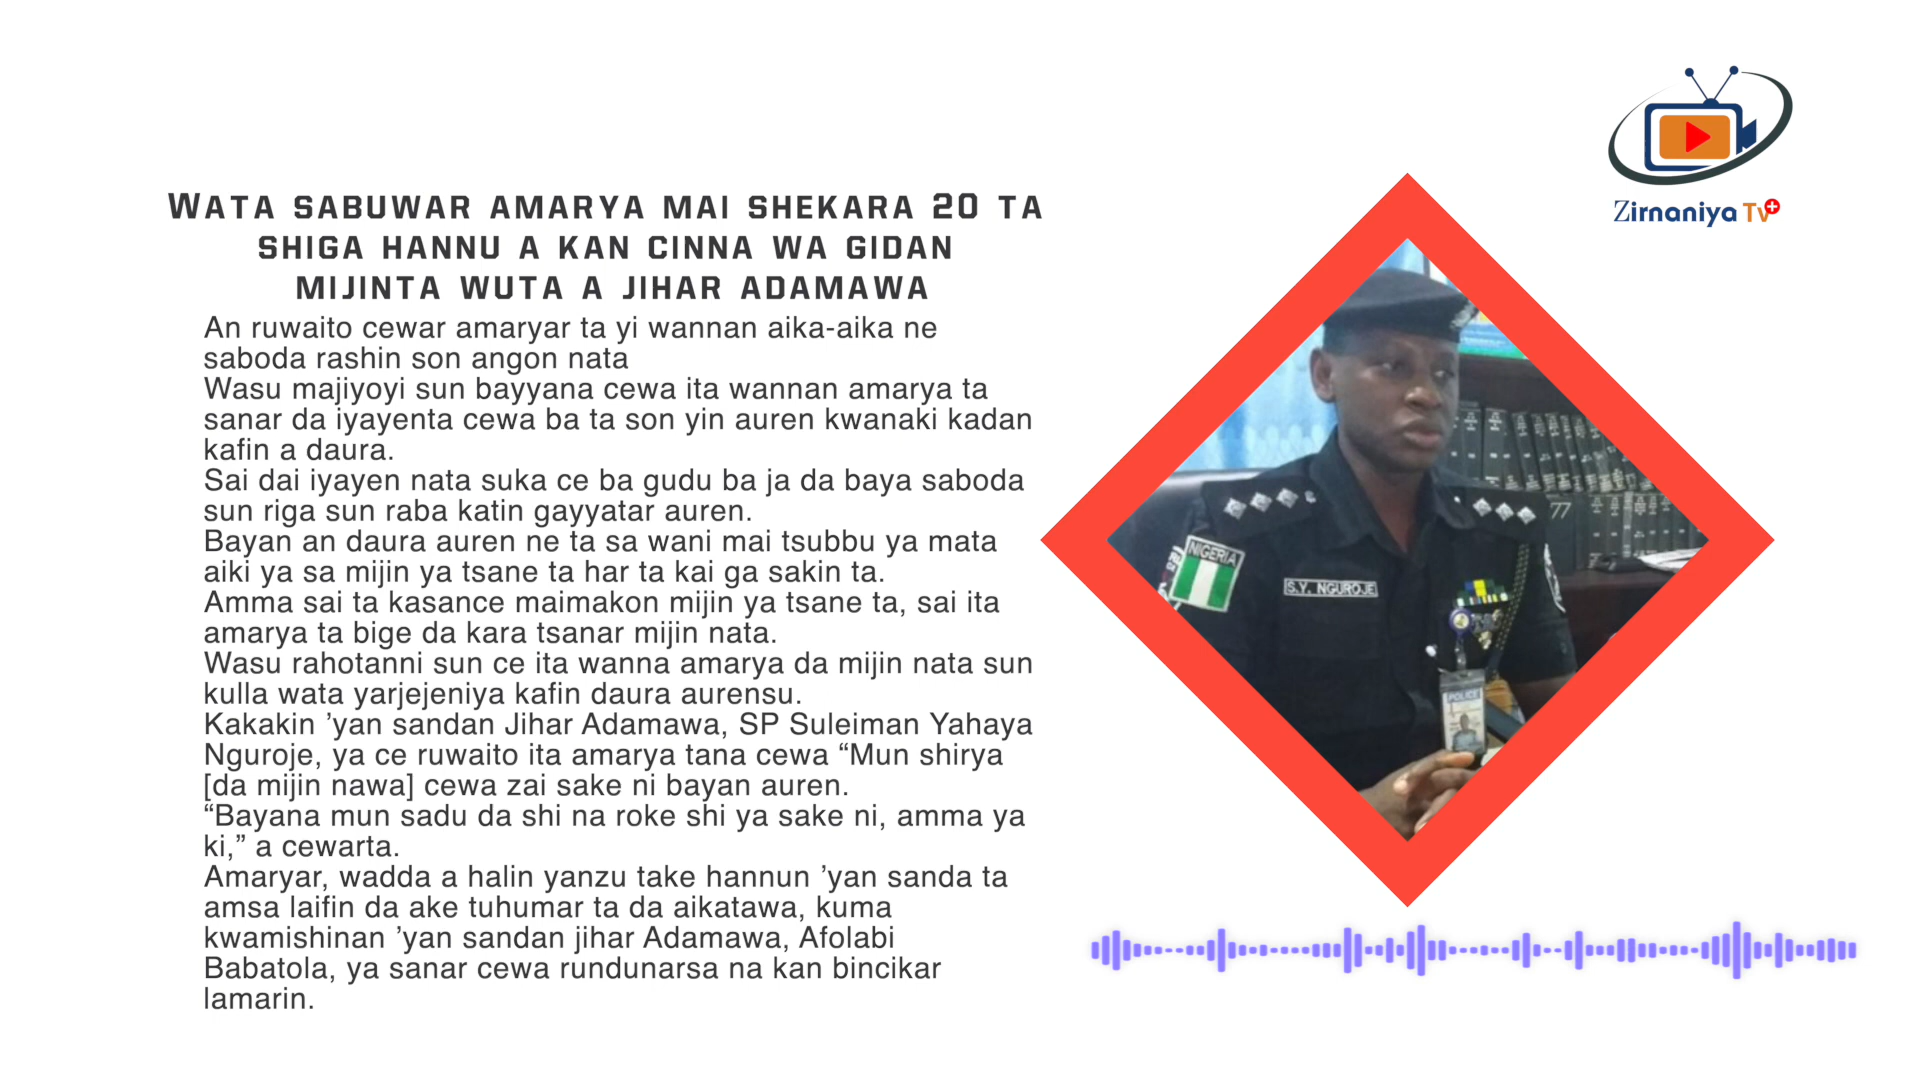 Zirnaniya Tv
WATA SABUWAR AMARYA MAI SHEKARA 20 TA
SHIGA HANNU A KAN CINNA WA GIDAN
MIJINTA WUTA A JIHAR ADAMAWA
An ruwaito cewar amaryar ta yi wannan aika-aika ne
saboda rashin son angon nata
Wasu majiyoyi sun bayyana cewa ita wannan amarya ta
sanar da iyayenta cewa ba ta son yin auren kwanaki kadan
kafin a daura.
Sai dai iyayen nata suka ce ba gudu ba ja da baya saboda
sun riga sun raba katin gayyatar auren.
Bayan an daura auren ne ta sa wani mai tsubbu ya mata
aiki ya sa mijin ya tsane ta har ta kai ga sakin ta.
Amma sai ta kasance maimakon mijin ya tsane ta, sai ita
amarya ta bige da kara tsanar mijin nata.
Wasu rahotanni sun ce ita wanna amarya da mijin nata sun
kulla wata yarjejeniya kafin daura aurensu.
Kakakin ’yan sandan Jihar Adamawa, SP Suleiman Yahaya
Nguroje, ya ce ruwaito ita amarya tana cewa “Mun shirya
[da mijin nawa] cewa zai sake ni bayan auren.
“Bayana mun sadu da shi na roke shi ya sake ni, amma ya
ki,” a cewarta.
Amaryar, wadda a halin yanzu take hannun ’yan sanda ta
amsa laifin da ake tuhumar ta da aikatawa, kuma
kwamishinan ’yan sandan jihar Adamawa, Afolabi
Babatola, ya sanar cewa rundunarsa na kan bincikar
lamarin.
NIGERIA
S.Y. NGUROJE
POLICE
77